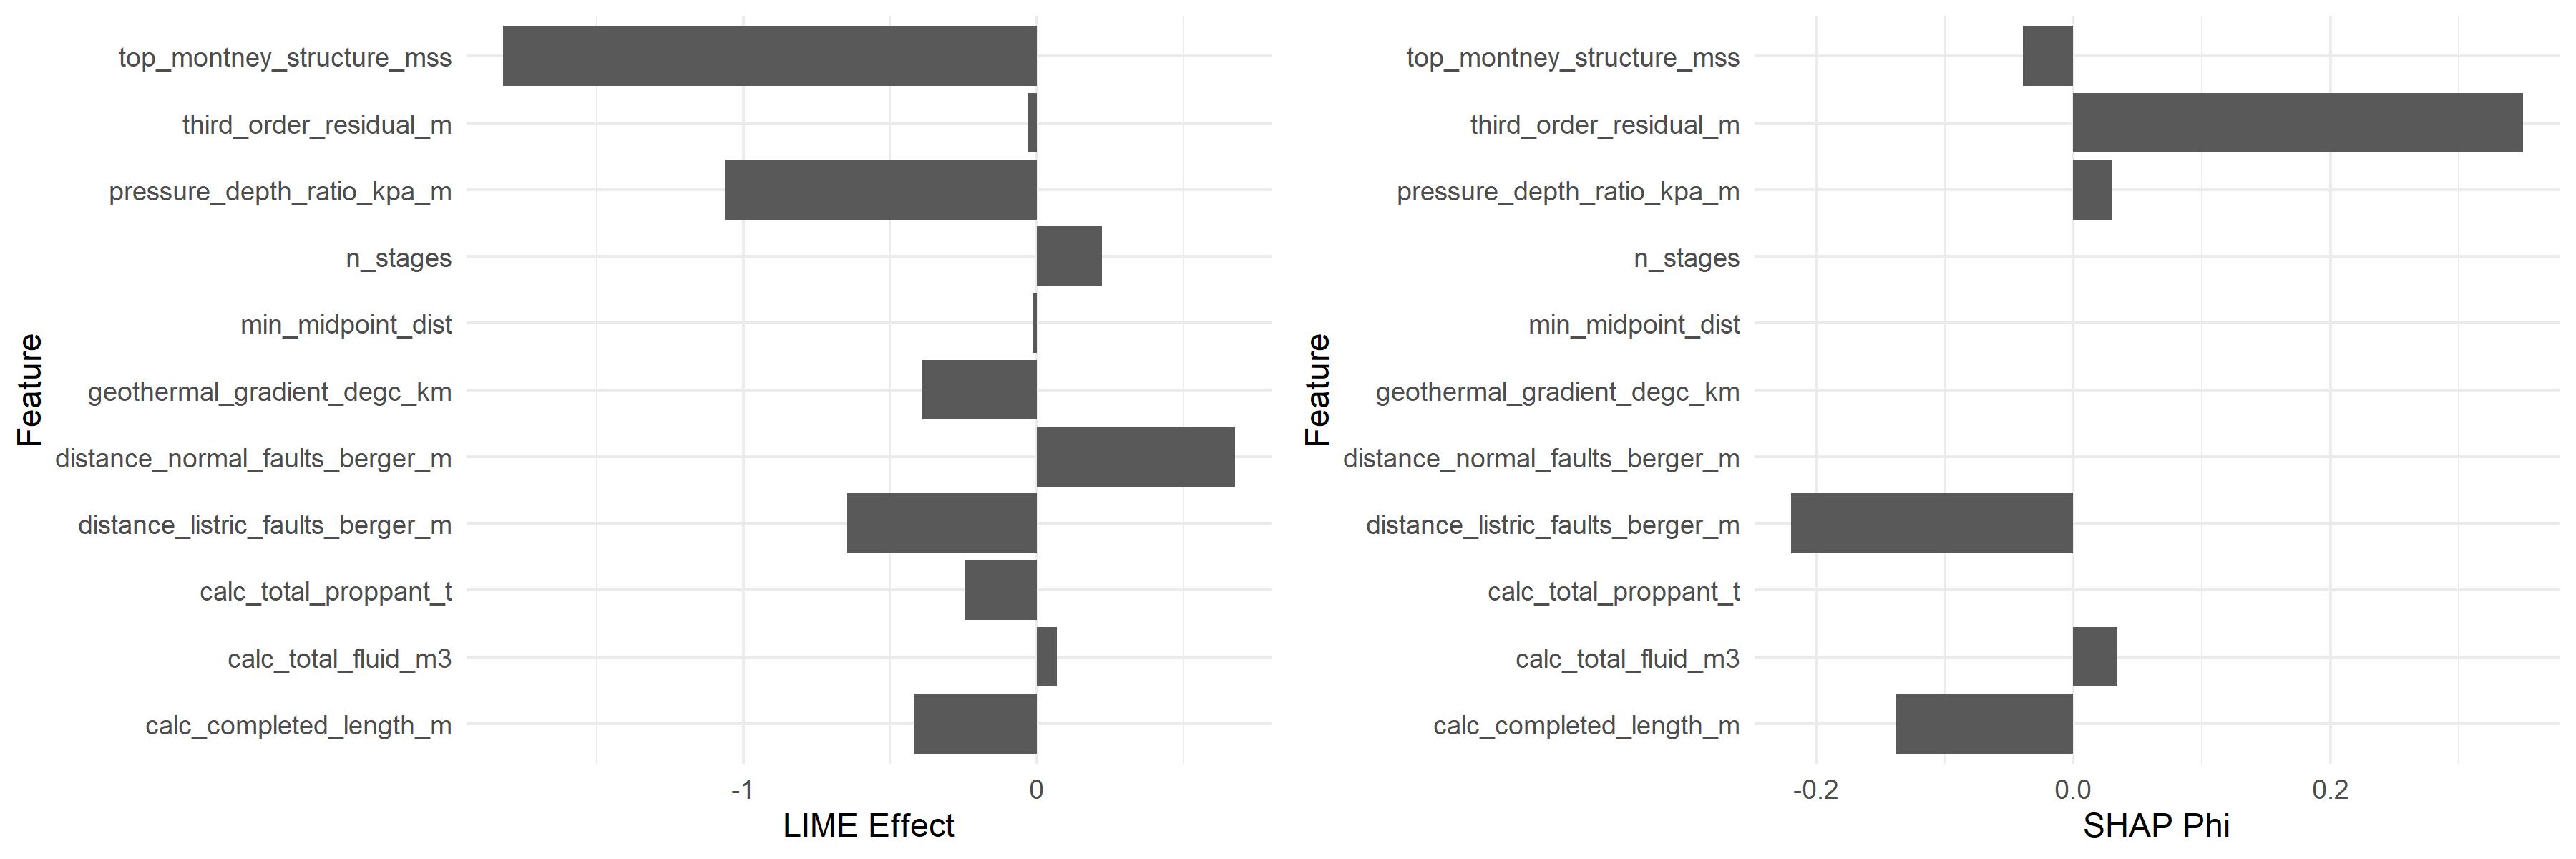 top_montney_structure_mss
third_order_residual_m
pressure_depth_ratio_kpa_m
n_stages
min_midpoint_dist
geothermal_gradient_degc_km
distance_normal_faults_berger_m
distance_listric_faults_berger_m
calc_total_proppant_t
calc_total_fluid_m3
calc_completed_length_m
Feature
-1
0
LIME Effect
top_montney_structure_mss
third_order_residual_m
pressure_depth_ratio_kpa_m
n_stages
min_midpoint_dist
geothermal_gradient_degc_km
distance_normal_faults_berger_m
distance_listric_faults_berger_m
calc_total_proppant_t
calc_total_fluid_m3
calc_completed_length_m
Feature
-0.2
0.0
0.2
SHAP Phi